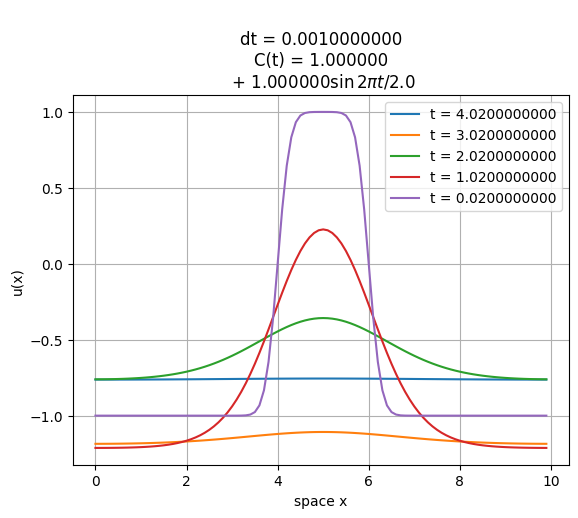 dt = 0.0010000000
C(t) = 1.000000
+ 1.000000sin 2πt/2.0
t = 4.0200000000
t = 3.0200000000
t = 2.0200000000
t = 1.0200000000
t = 0.0200000000
u(x)
1.0
0.5
0.0
−0.5
−1.0
0 2 4 6 8 10
space x